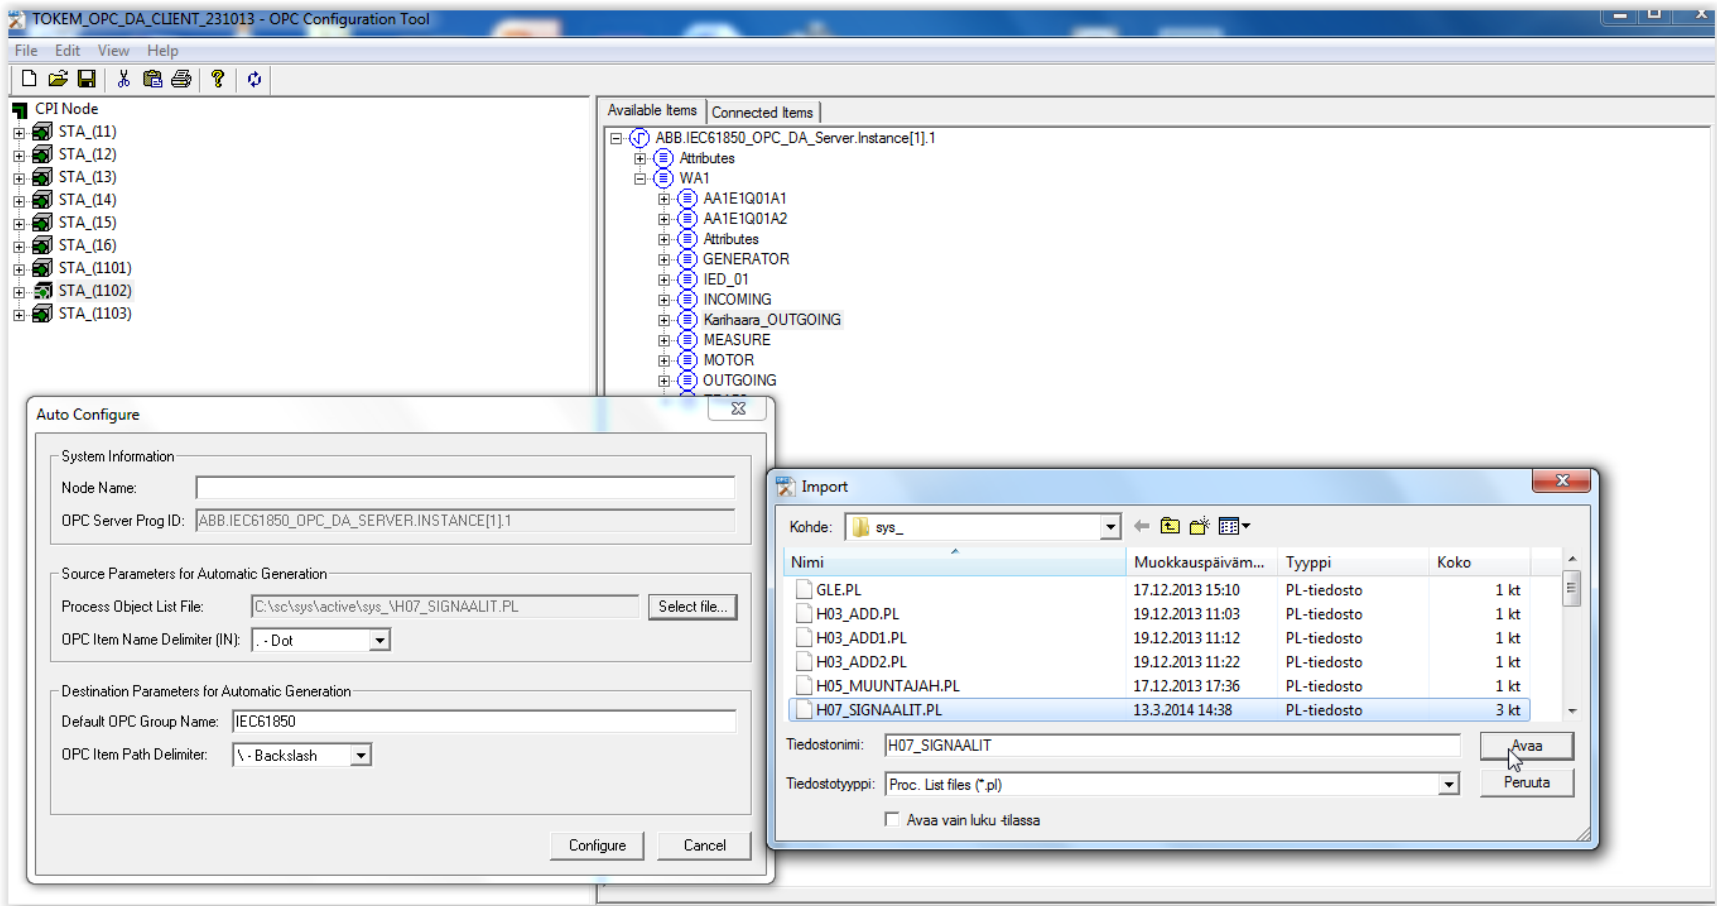 TOKEM_OPC_DA_CLIENT_231013 - OPC Configuration Tool
File Edit View Help
CPI Node
STA_(11)
STA_(12)
STA_(13)
STA_(14)
STA_(15)
STA_(16)
STA_(1101)
STA_(1102)
STA_(1103)
Available Items Connected Items
ABB.IEC61850_OPC_DA_Server.Instance[1].1
Attributes
WA1
AA1E1Q01A1
AA1E1Q01A2
Attributes
GENERATOR
IED_01
INCOMING
Karihaara_OUTGOING
MEASURE
MOTOR
OUTGOING
Auto Configure
System Information
Node Name:
OPC Server Prog ID: ABB.IEC61850_OPC_DA_SERVER.INSTANCE[1].1
Source Parameters for Automatic Generation
Process Object List File: C:\sc\sys\active\sys_\H07_SIGNAALIT.PL Select file...
OPC Item Name Delimiter (IN): . - Dot
Destination Parameters for Automatic Generation
Default OPC Group Name: IEC61850
OPC Item Path Delimiter: \ - Backslash
Configure Cancel
Import
Kohde: sys_
Nimi Muokkauspäiväm... Tyyppi Koko
GLE.PL 17.12.2013 15:10 PL-tiedosto 1 kt
H03_ADD.PL 19.12.2013 11:03 PL-tiedosto 1 kt
H03_ADD1.PL 19.12.2013 11:12 PL-tiedosto 1 kt
H03_ADD2.PL 19.12.2013 11:22 PL-tiedosto 1 kt
H05_MUUNTAJAH.PL 17.12.2013 17:36 PL-tiedosto 1 kt
H07_SIGNAALIT.PL 13.3.2014 14:38 PL-tiedosto 3 kt
Tiedostonimi: H07_SIGNAALIT Avaa
Tiedostotyyppi: Proc. List files (*.pl) Peruuta
Avaa vain luku -tilassa